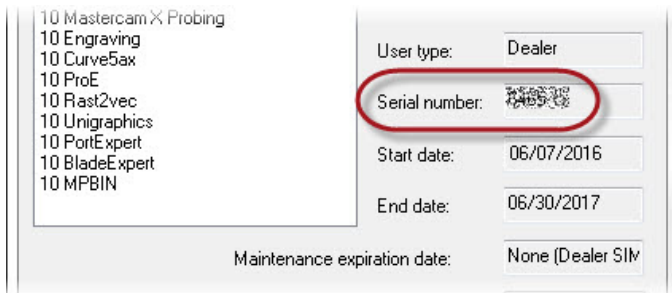 10 Mastercam X Probing
10 Engraving
10 Curve5ax
10 ProE
10 Rast2vec
10 Unigraphics
10 PortExpert
10 BladeExpert
10 MPBIN
User type: Dealer
Serial number:
Start date: 06/07/2016
End date: 06/30/2017
Maintenance expiration date: None (Dealer SIM